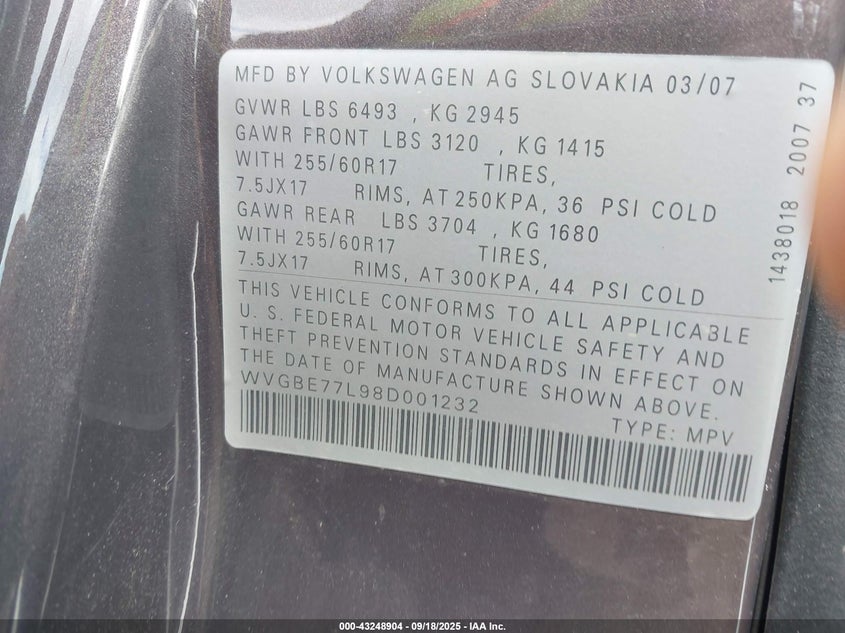 MFD BY VOLKSWAGEN AG SLOVAKIA 03/07
GVWR LBS 6493 , KG 2945
GAWR FRONT LBS 3120 , KG 1415
WITH 255/60R17 TIRES,
7.5JX17 RIMS, AT 250KPA, 36 PSI COLD
GAWR REAR LBS 3704 , KG 1680
WITH 255/60R17 TIRES,
7.5JX17 RIMS, AT 300KPA, 44 PSI COLD
THIS VEHICLE CONFORMS TO ALL APPLICABLE
U. S. FEDERAL MOTOR VEHICLE SAFETY AND
THEFT PREVENTION STANDARDS IN EFFECT ON
THE DATE OF MANUFACTURE SHOWN ABOVE.
WVGBE77L98D001232
TYPE: MPV
1438018 2007 37
000-43248904 - 09/18/2025 - IAA Inc.